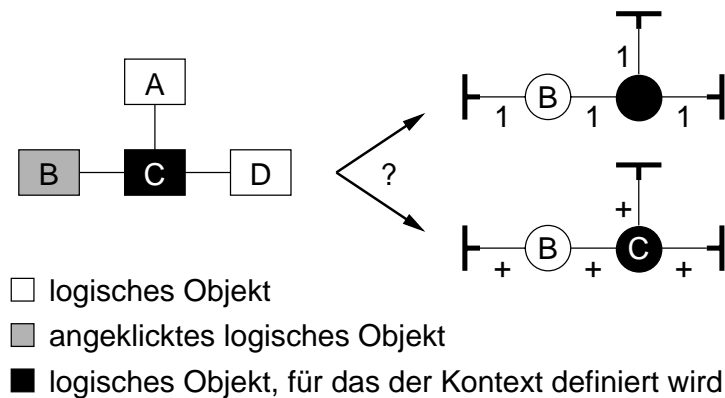 A
B
C
D
?
1
B
1
1
1
+
B
C
+
+
+
logisches Objekt
angeklicktes logisches Objekt
logisches Objekt, für das der Kontext definiert wird